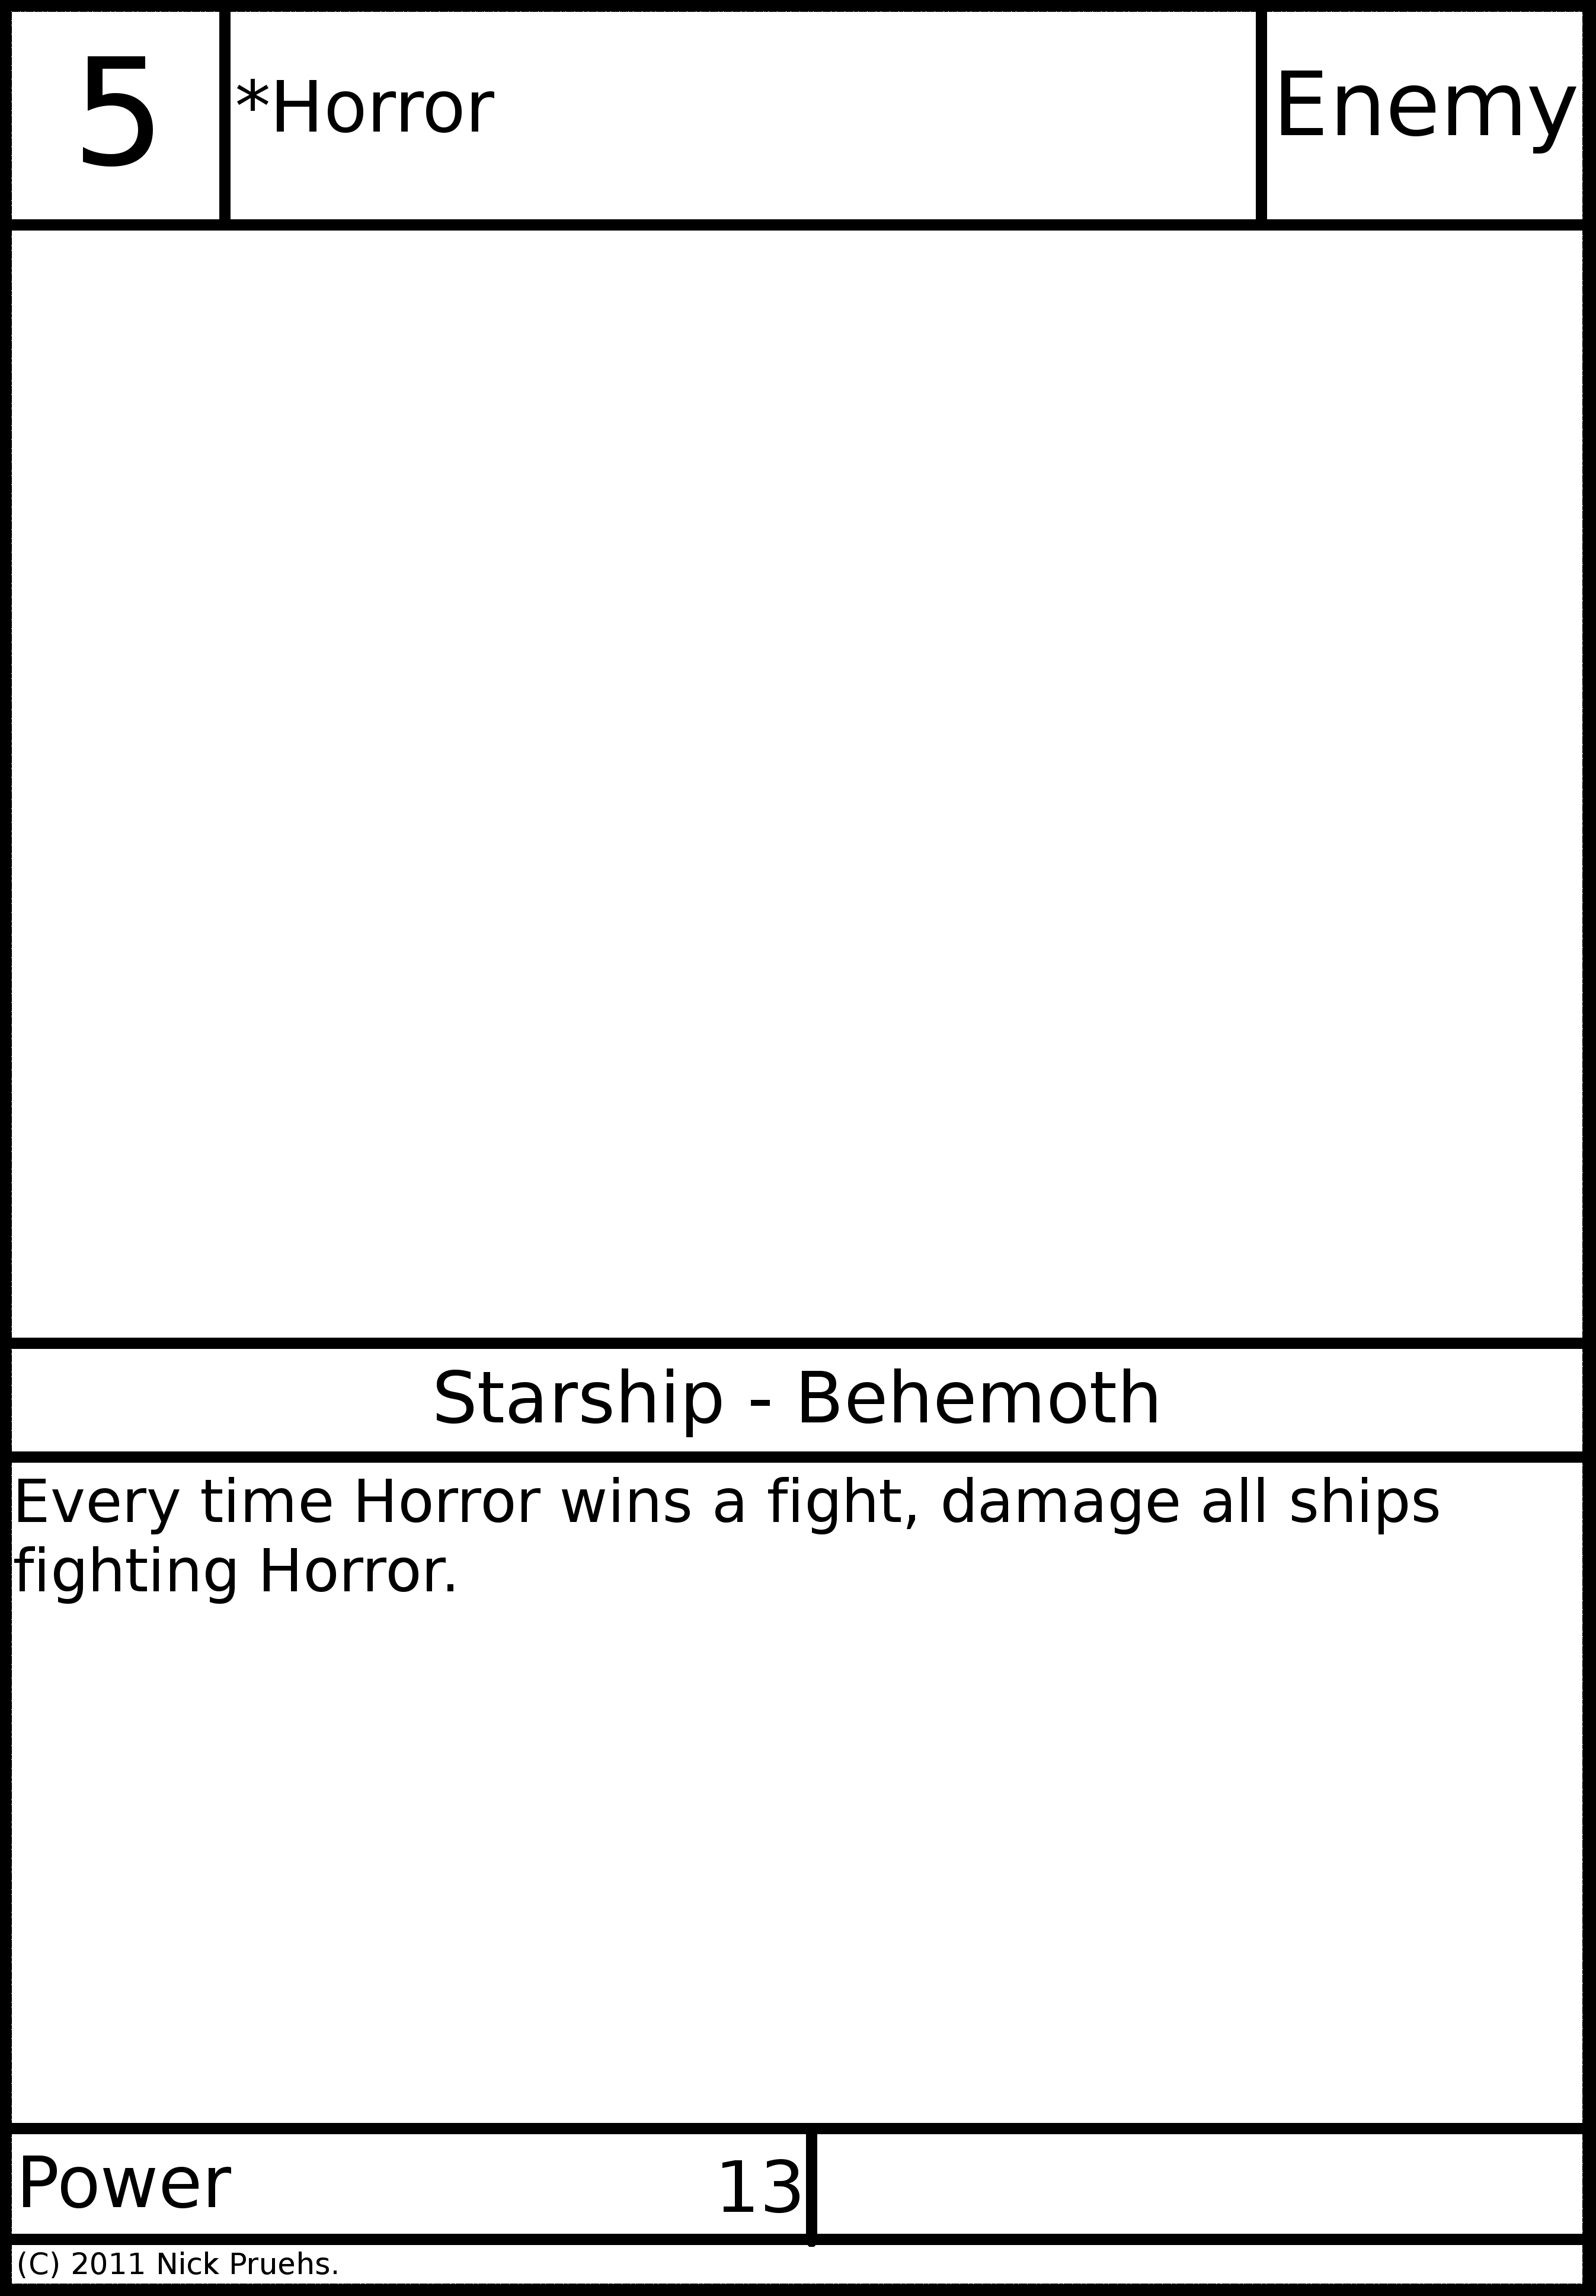 5
*Horror
Enemy
Starship - Behemoth
Every time Horror wins a fight, damage all ships
fighting Horror.
Power 13
(C) 2011 Nick Pruehs.